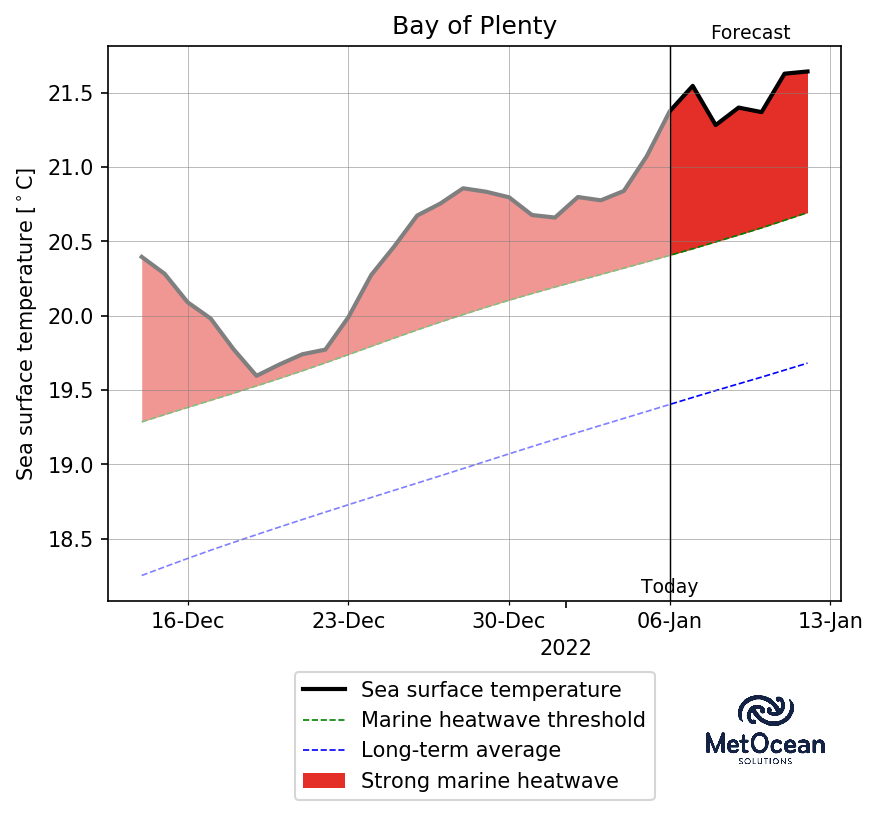 Bay of Plenty
Forecast
Sea surface temperature [°C]
21.5
21.0
20.5
20.0
19.5
19.0
18.5
Today
16-Dec 23-Dec 30-Dec 06-Jan 13-Jan
2022
Sea surface temperature
Marine heatwave threshold
Long-term average
Strong marine heatwave
MetOcean
SOLUTIONS